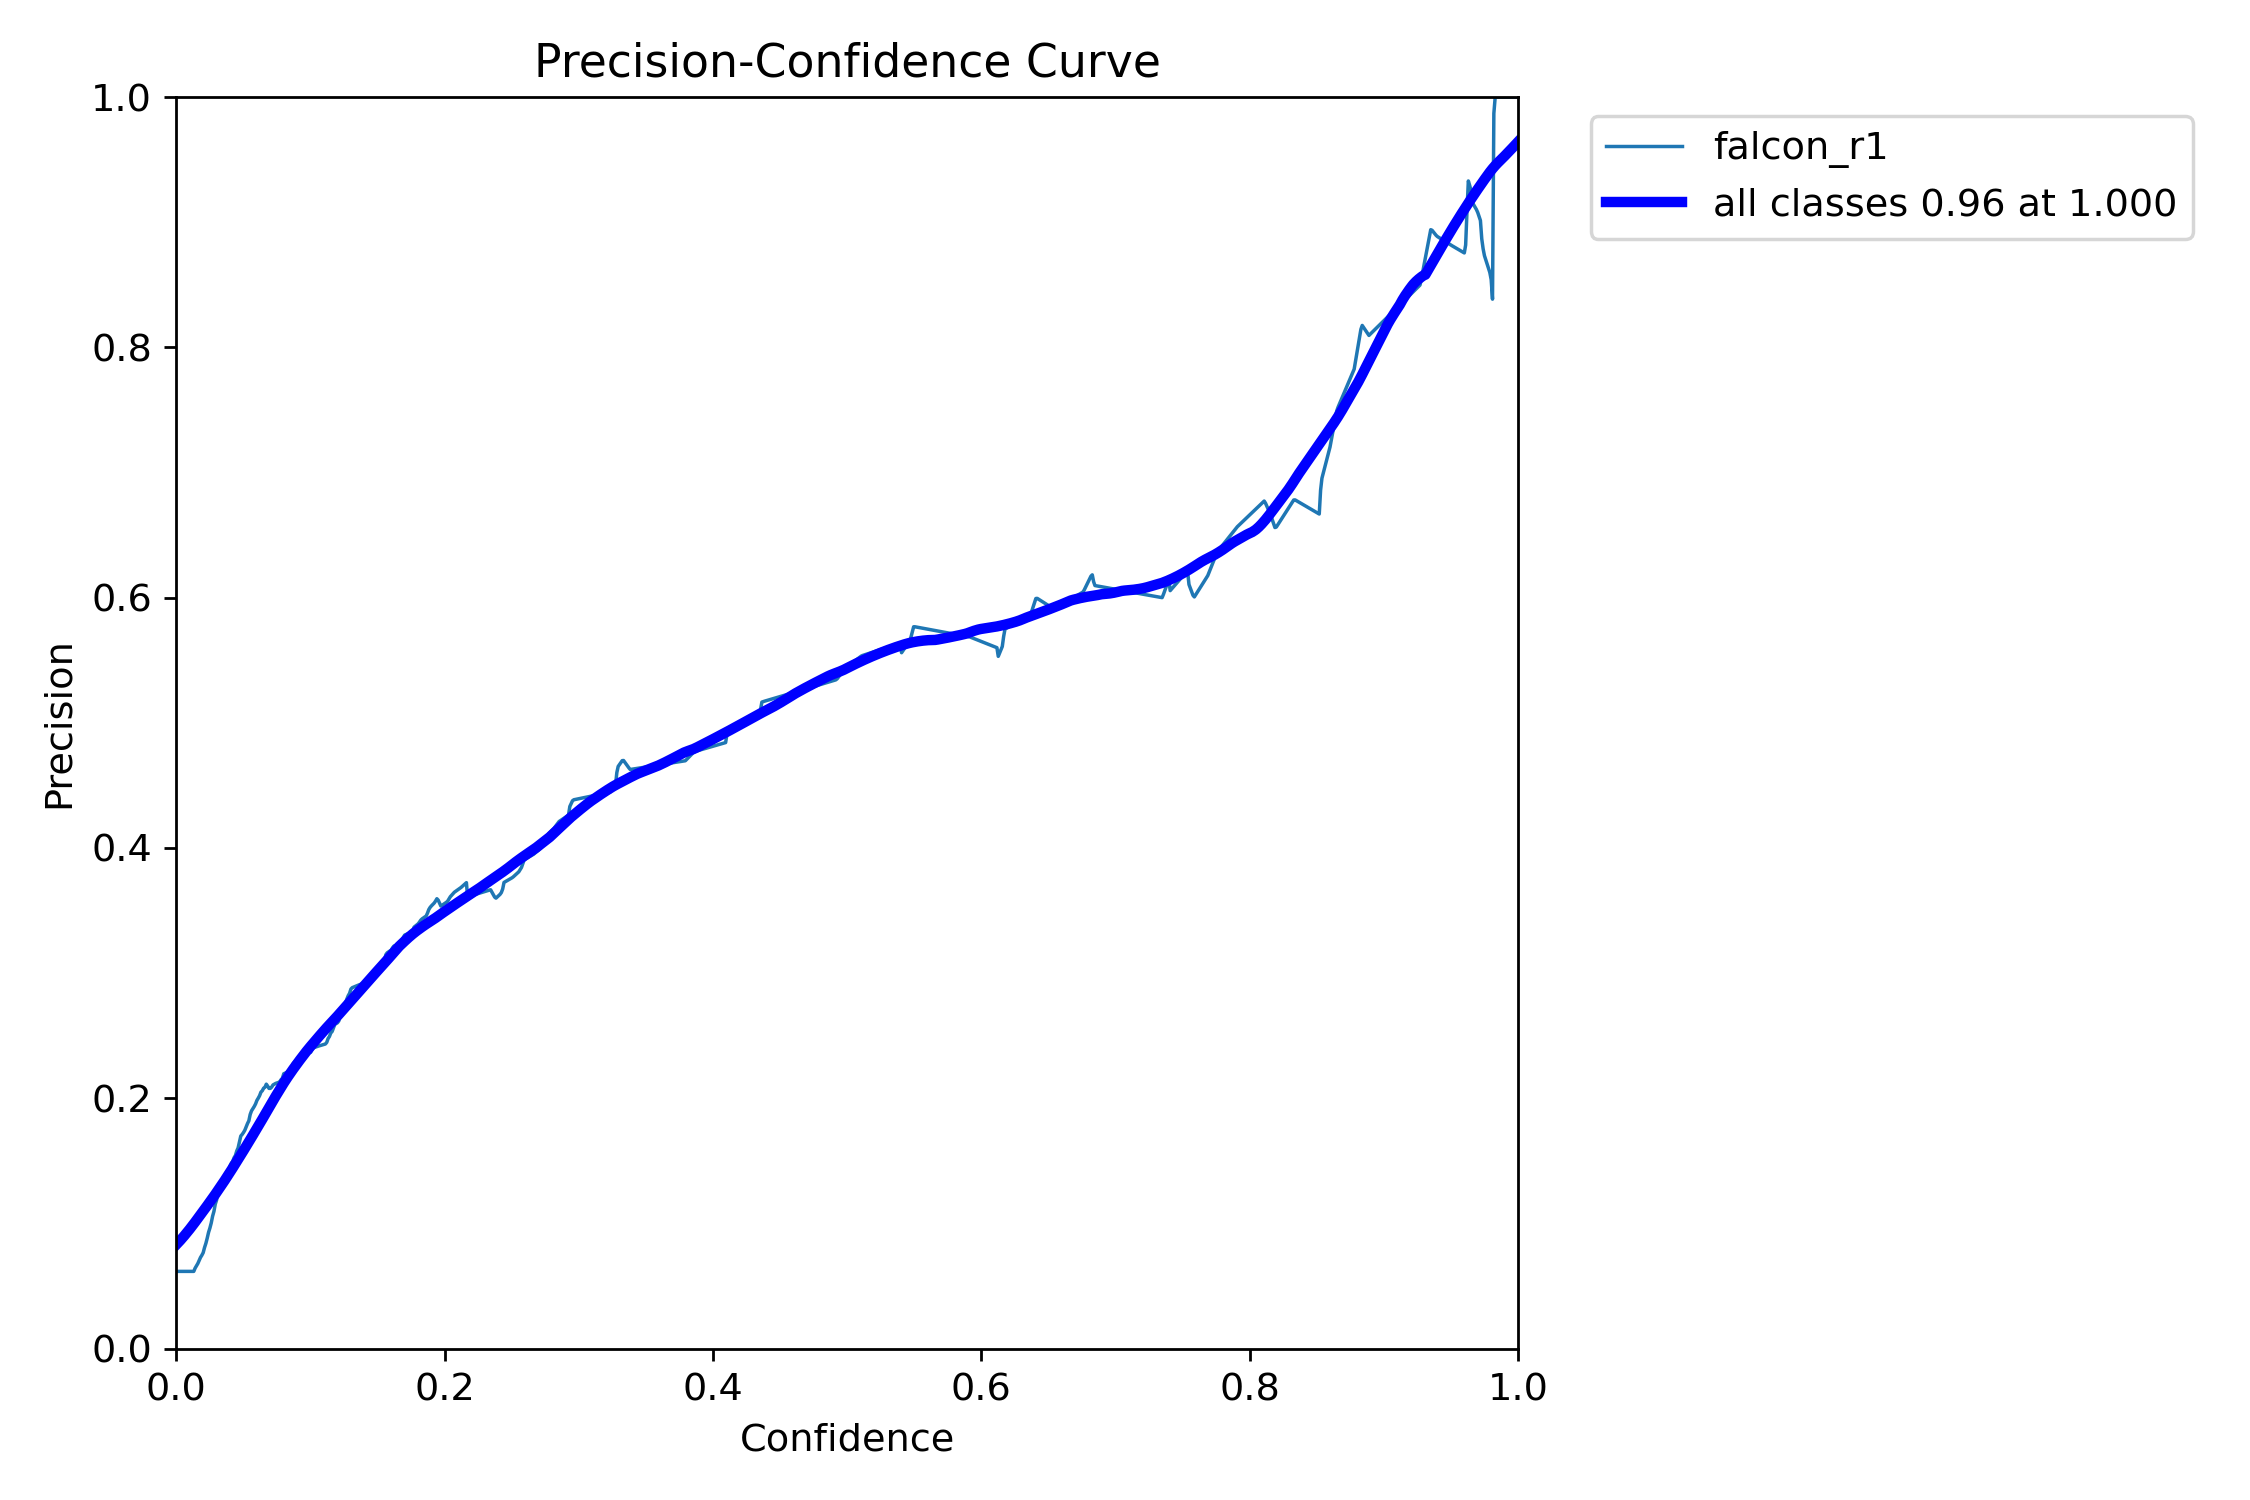 Precision-Confidence Curve
falcon_r1
all classes 0.96 at 1.000
Precision
1.0
0.8
0.6
0.4
0.2
0.0
0.0 0.2 0.4 0.6 0.8 1.0
Confidence